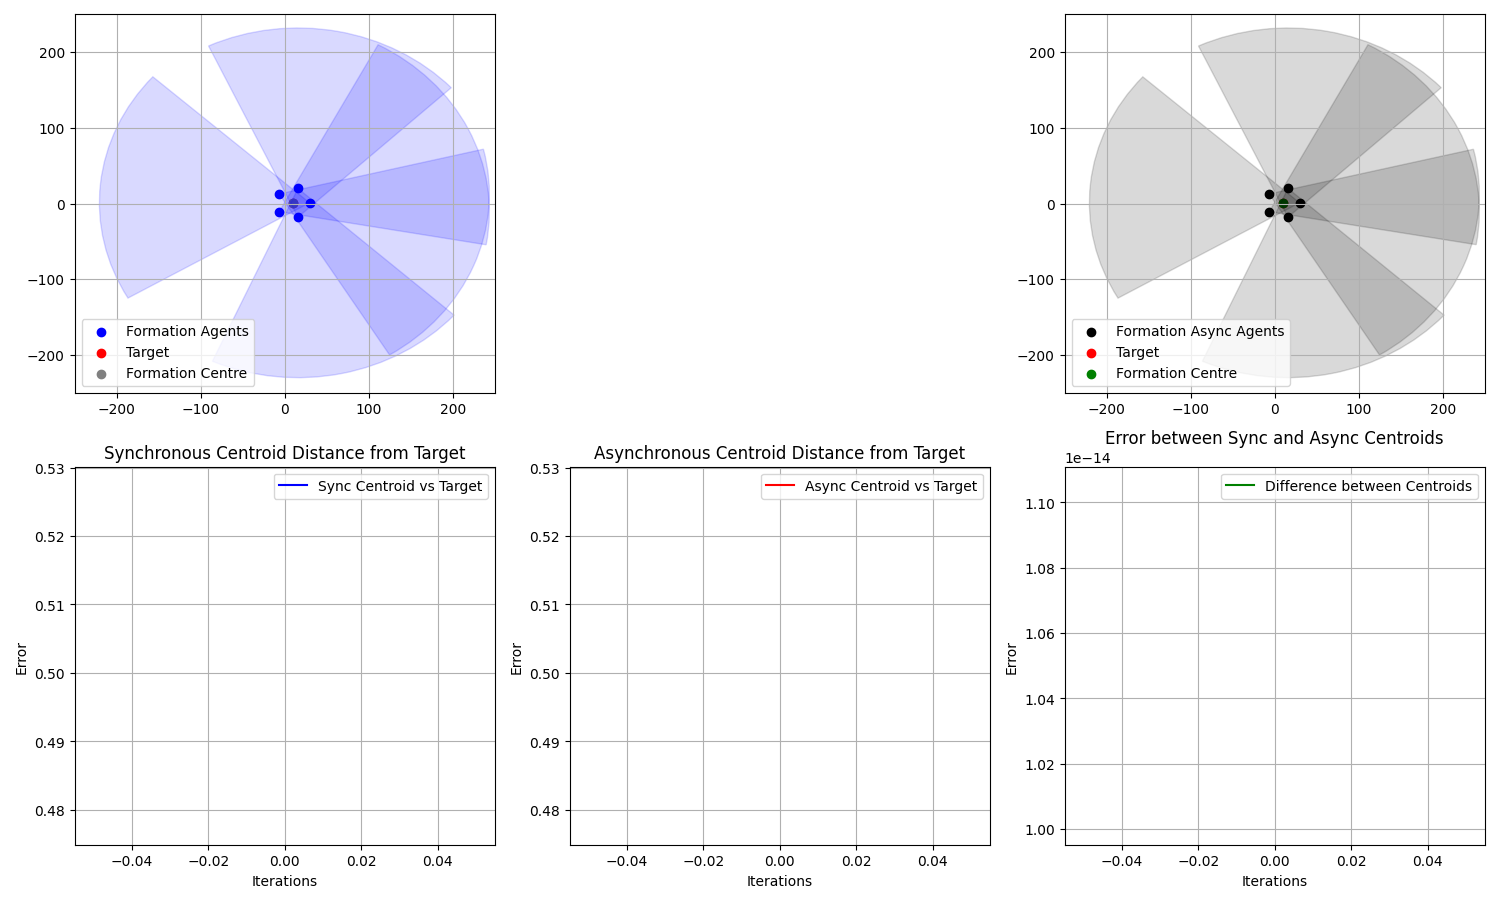 200
100
0
−100
−200
−200 −100 0 100 200
Formation Agents
Target
Formation Centre
200
100
0
−100
−200
−200 −100 0 100 200
Formation Async Agents
Target
Formation Centre
Synchronous Centroid Distance from Target
Sync Centroid vs Target
0.53
0.52
0.51
0.50
0.49
0.48
Error
−0.04 −0.02 0.00 0.02 0.04
Iterations
Asynchronous Centroid Distance from Target
Async Centroid vs Target
0.53
0.52
0.51
0.50
0.49
0.48
Error
−0.04 −0.02 0.00 0.02 0.04
Iterations
Error between Sync and Async Centroids
1e−14
Difference between Centroids
1.10
1.08
1.06
1.04
1.02
1.00
Error
−0.04 −0.02 0.00 0.02 0.04
Iterations